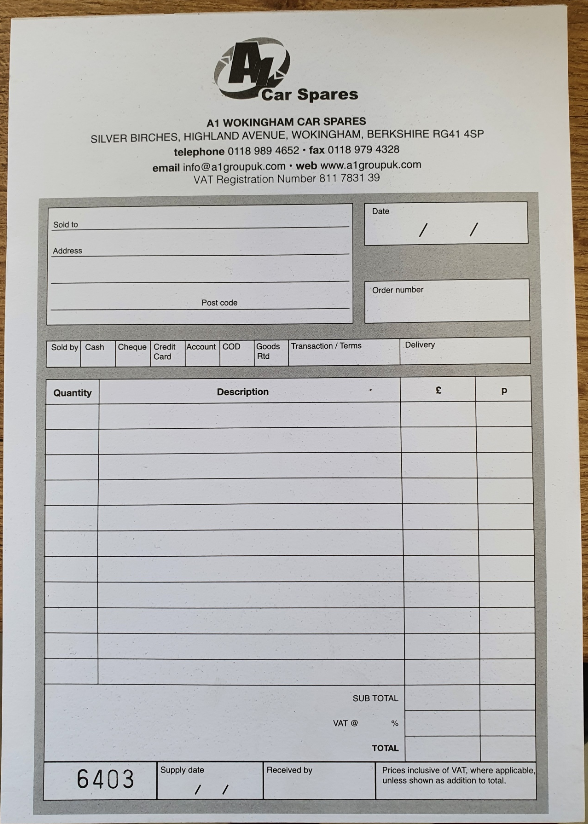 A1
Car Spares
A1 WOKINGHAM CAR SPARES
SILVER BIRCHES, HIGHLAND AVENUE, WOKINGHAM, BERKSHIRE RG41 4SP
telephone 0118 989 4652 • fax 0118 979 4328
email info@a1groupuk.com • web www.a1groupuk.com
VAT Registration Number 811 7831 39
Sold to
Date
/ /
Address
Post code
Order number
Sold by Cash Cheque Credit Card Account COD Goods Rtd Transaction / Terms Delivery
Quantity Description £ p
SUB TOTAL
VAT @ %
TOTAL
6403
Supply date
/ /
Received by
Prices inclusive of VAT, where applicable,
unless shown as addition to total.